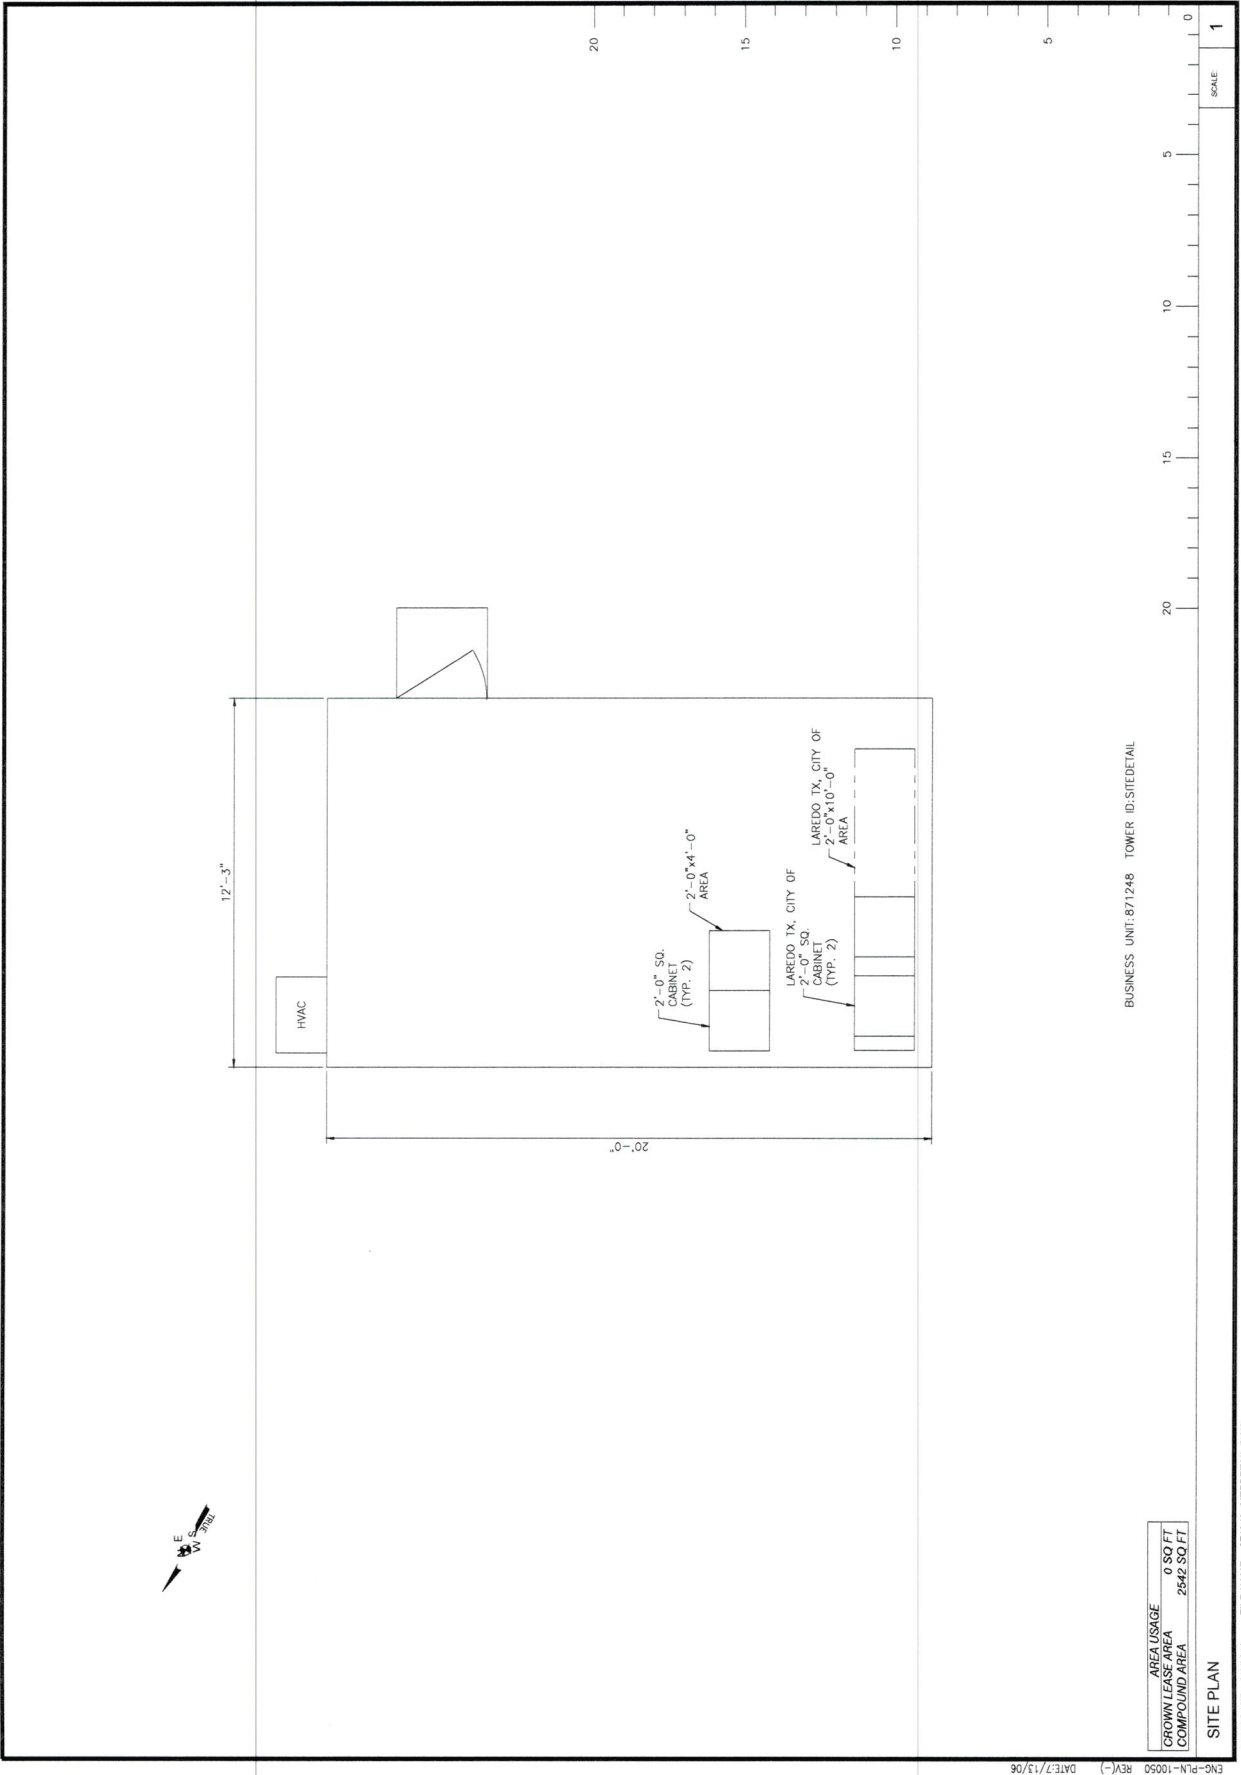 TRUE
N
E
S
W
12'-3"
HVAC
20'-0"
2'-0" SQ.
CABINET
(TYP. 2)
2'-0"x4'-0"
AREA
LAREDO TX, CITY OF
2'-0" SQ.
CABINET
(TYP. 2)
LAREDO TX, CITY OF
2'-0"x10'-0"
AREA
BUSINESS UNIT:871248 TOWER ID:SITEDETAIL
20
15
10
5
0
5
10
15
20
AREA USAGE
CROWN LEASE AREA 0 SQ FT
COMPOUND AREA 2542 SQ FT
SITE PLAN
SCALE:
1
ENG-PLN-10050 REV(-) DATE:7/13/06